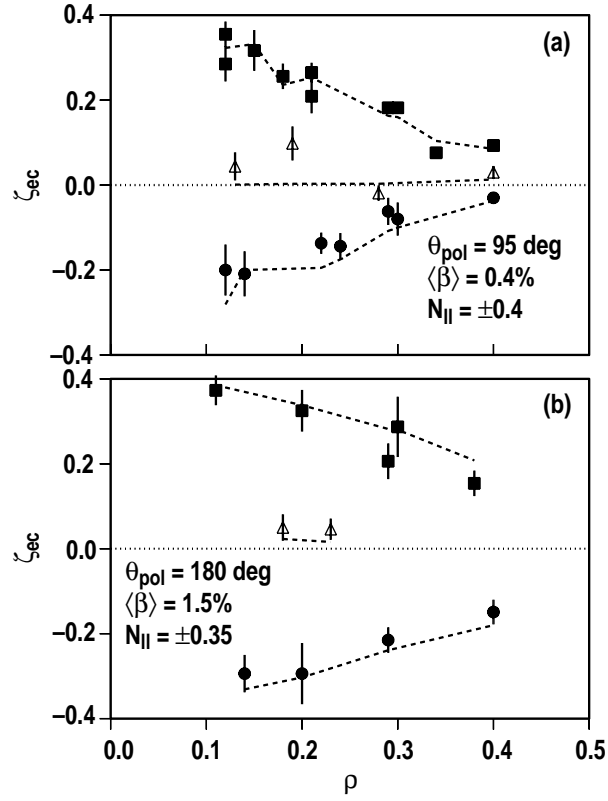 0.4
(a)
0.2
0.0
ζec
−0.2
θpol = 95 deg
⟨β⟩ = 0.4%
N|| = ±0.4
−0.4
0.4
(b)
0.2
0.0
ζec
θpol = 180 deg
⟨β⟩ = 1.5%
−0.2
N|| = ±0.35
−0.4
0.0 0.1 0.2 0.3 0.4 0.5
ρ